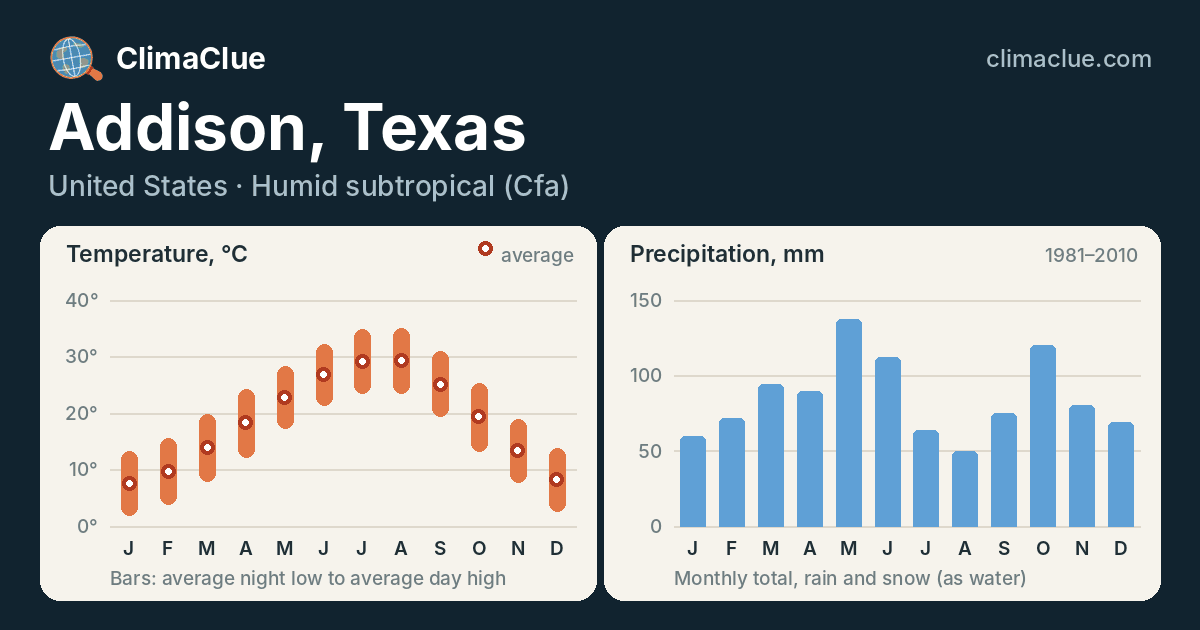 ClimaClue
climaclue.com
Addison, Texas
United States · Humid subtropical (Cfa)
Temperature, °C
average
40°
30°
20°
10°
0°
J F M A M J J A S O N D
Bars: average night low to average day high
Precipitation, mm
1981–2010
150
100
50
0
J F M A M J J A S O N D
Monthly total, rain and snow (as water)